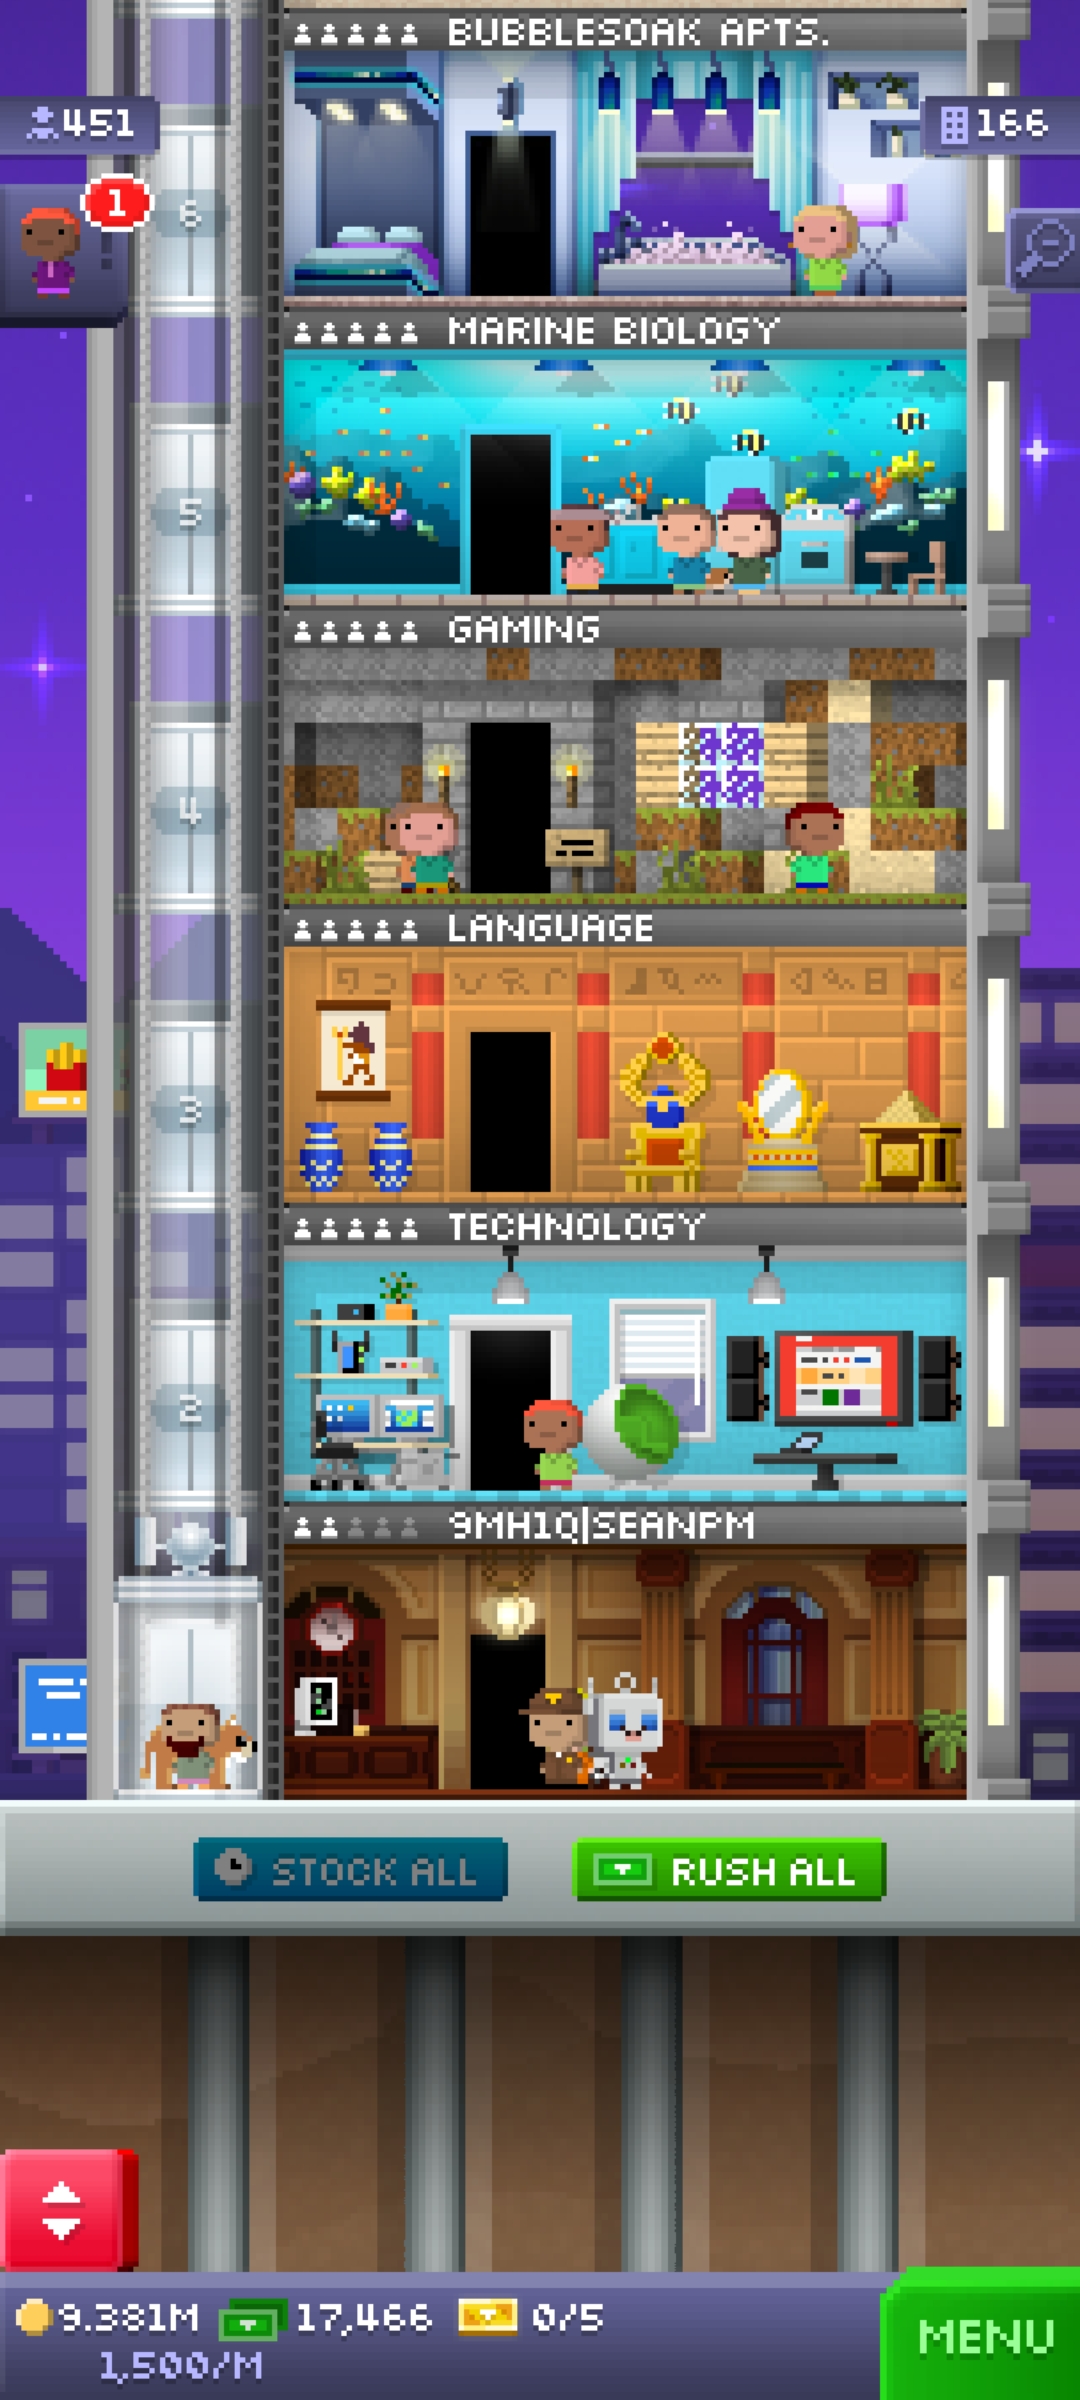 BUBBLESOAK APTS.
451
166
1
6
MARINE BIOLOGY
5
GAMING
4
LANGUAGE
3
TECHNOLOGY
2
9MH1Q|SEANPM
STOCK ALL
RUSH ALL
9.381M
17,466
0/5
1,500/M
MENU